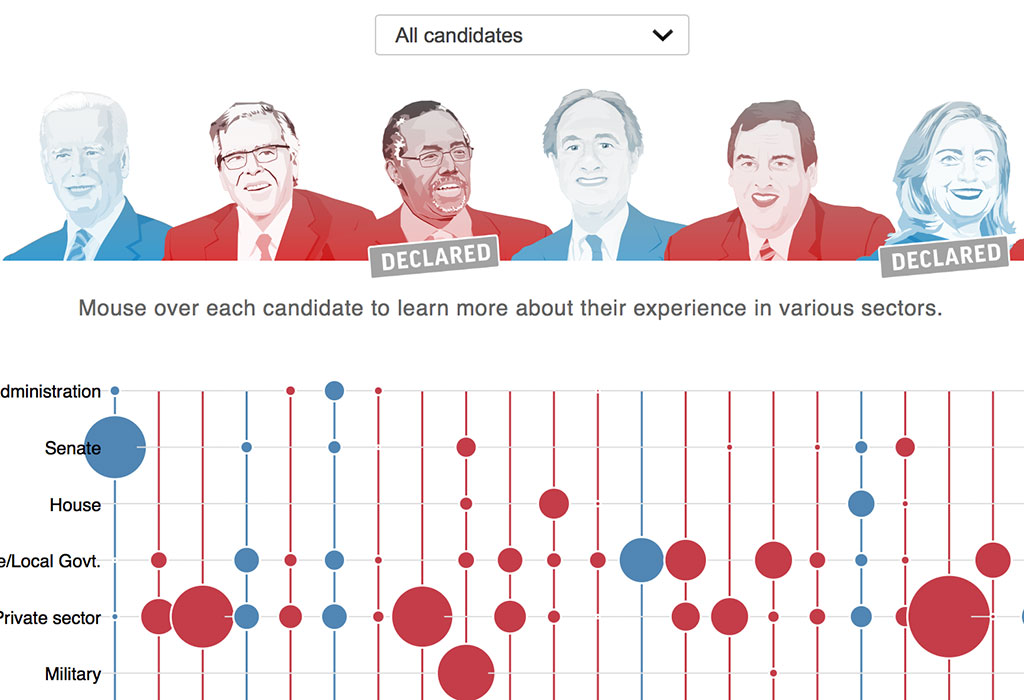 All candidates
DECLARED
DECLARED
Mouse over each candidate to learn more about their experience in various sectors.
dministration
Senate
House
e/Local Govt.
Private sector
Military